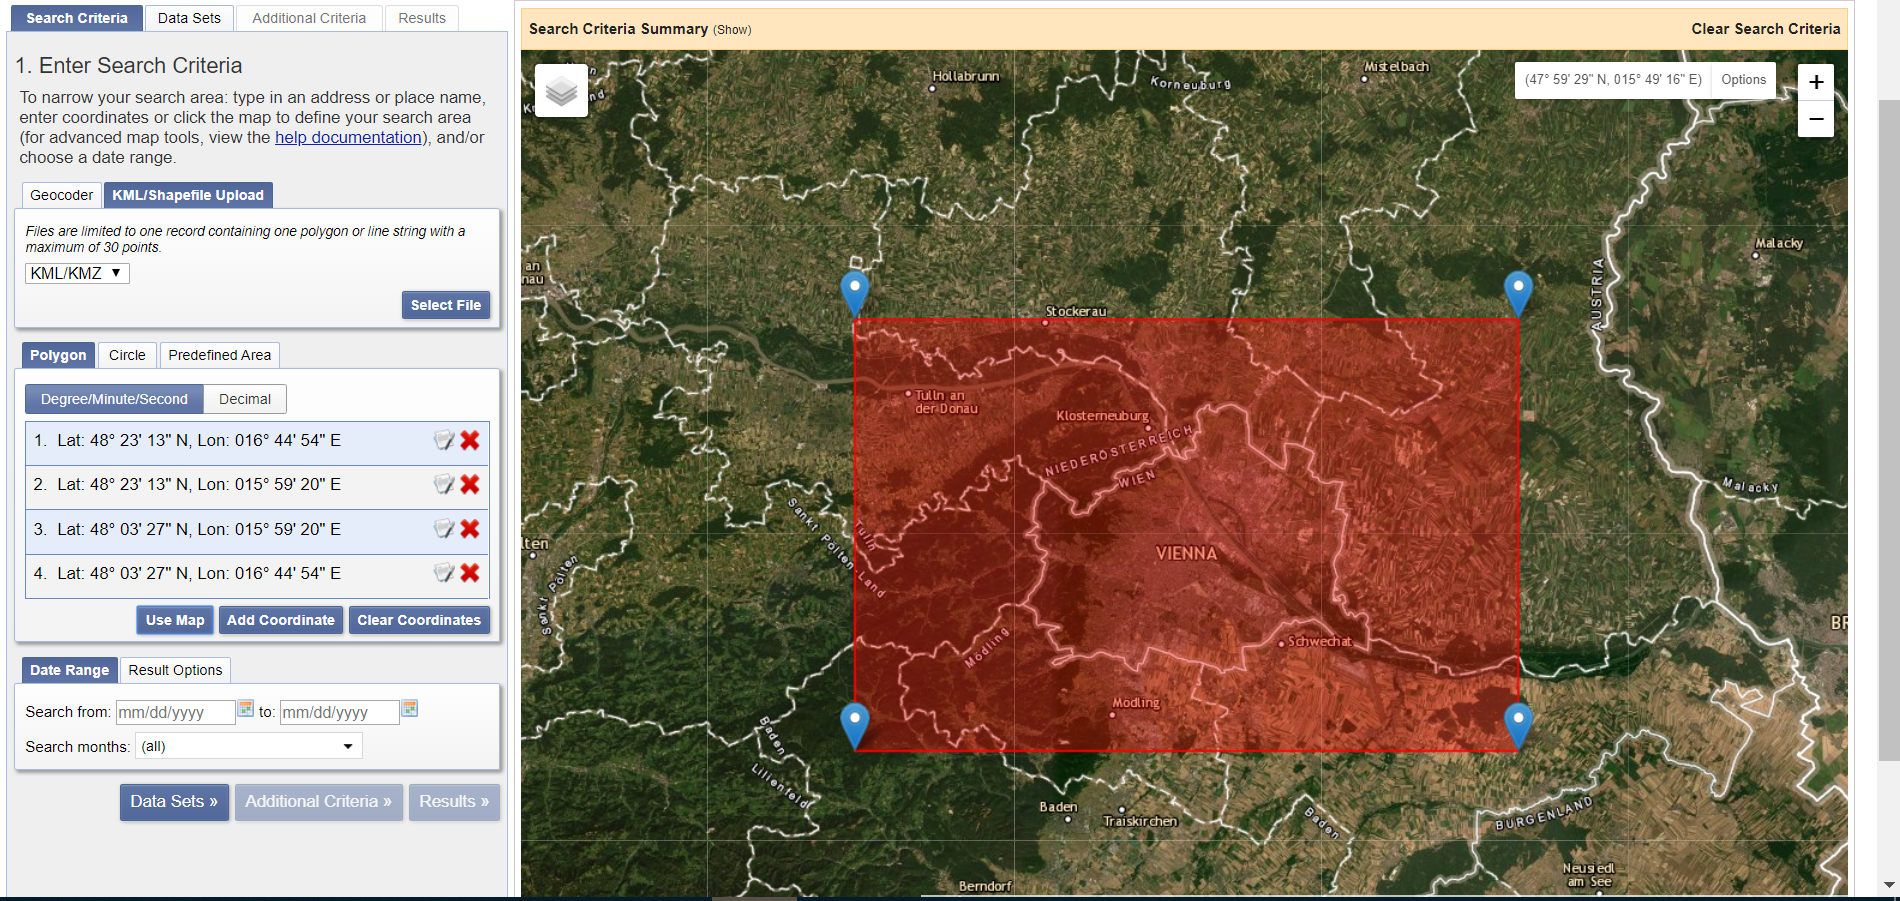 Search Criteria
Data Sets
Additional Criteria
Results
1. Enter Search Criteria
To narrow your search area: type in an address or place name,
enter coordinates or click the map to define your search area
(for advanced map tools, view the help documentation), and/or
choose a date range.
Geocoder
KML/Shapefile Upload
Files are limited to one record containing one polygon or line string with a
maximum of 30 points.
KML/KMZ
Select File
Polygon
Circle
Predefined Area
Degree/Minute/Second
Decimal
1. Lat: 48° 23' 13" N, Lon: 016° 44' 54" E
2. Lat: 48° 23' 13" N, Lon: 015° 59' 20" E
3. Lat: 48° 03' 27" N, Lon: 015° 59' 20" E
4. Lat: 48° 03' 27" N, Lon: 016° 44' 54" E
Use Map
Add Coordinate
Clear Coordinates
Date Range
Result Options
Search from: mm/dd/yyyy to: mm/dd/yyyy
Search months: (all)
Data Sets »
Additional Criteria »
Results »
Search Criteria Summary (Show)
Clear Search Criteria
(47° 59' 29" N, 015° 49' 16" E)
Options
+
−
Hollabrunn
Korneuburg
Mistelbach
Malacky
AUSTRIA
an
nau
Stockerau
Tulln an
der Donau
Klosterneuburg
NIEDERÖSTERREICH
WIEN
Malacky
Sankt Pölten-Land
Tulln
lten
Sankt Pölten
VIENNA
Schwechat
Mödling
BR
Mödling
Baden
Lilienfeld
Baden
Traiskirchen
Baden
BURGENLAND
Neusiedl
am See
Berndorf